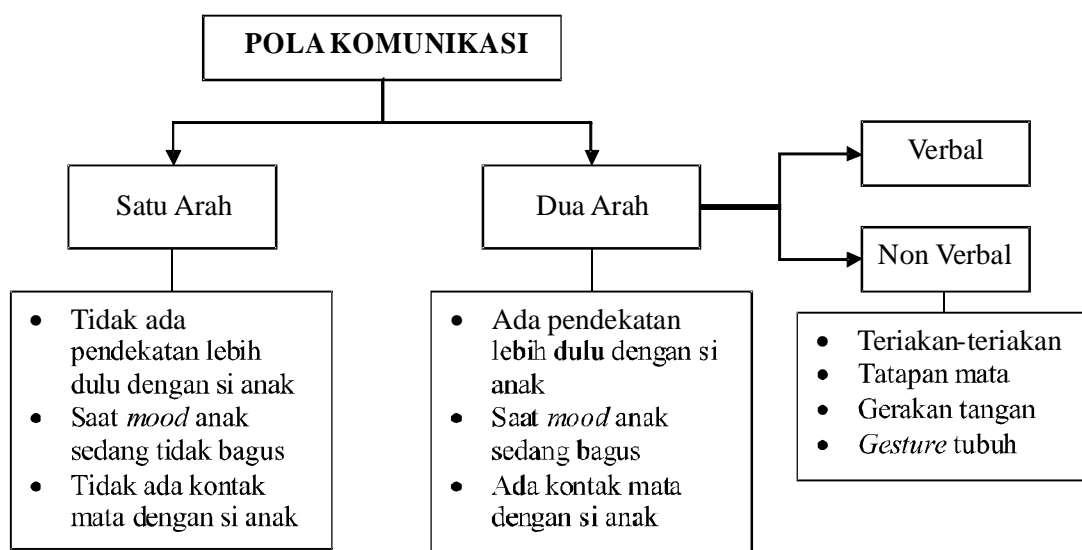 POLA KOMUNIKASI
Satu Arah
Dua Arah
Verbal
Non Verbal
• Tidak ada
pendekatan lebih
dulu dengan si anak
• Saat mood anak
sedang tidak bagus
• Tidak ada kontak
mata dengan si anak
• Ada pendekatan
lebih dulu dengan si
anak
• Saat mood anak
sedang bagus
• Ada kontak mata
dengan si anak
• Teriakan-teriakan
• Tatapan mata
• Gerakan tangan
• Gesture tubuh